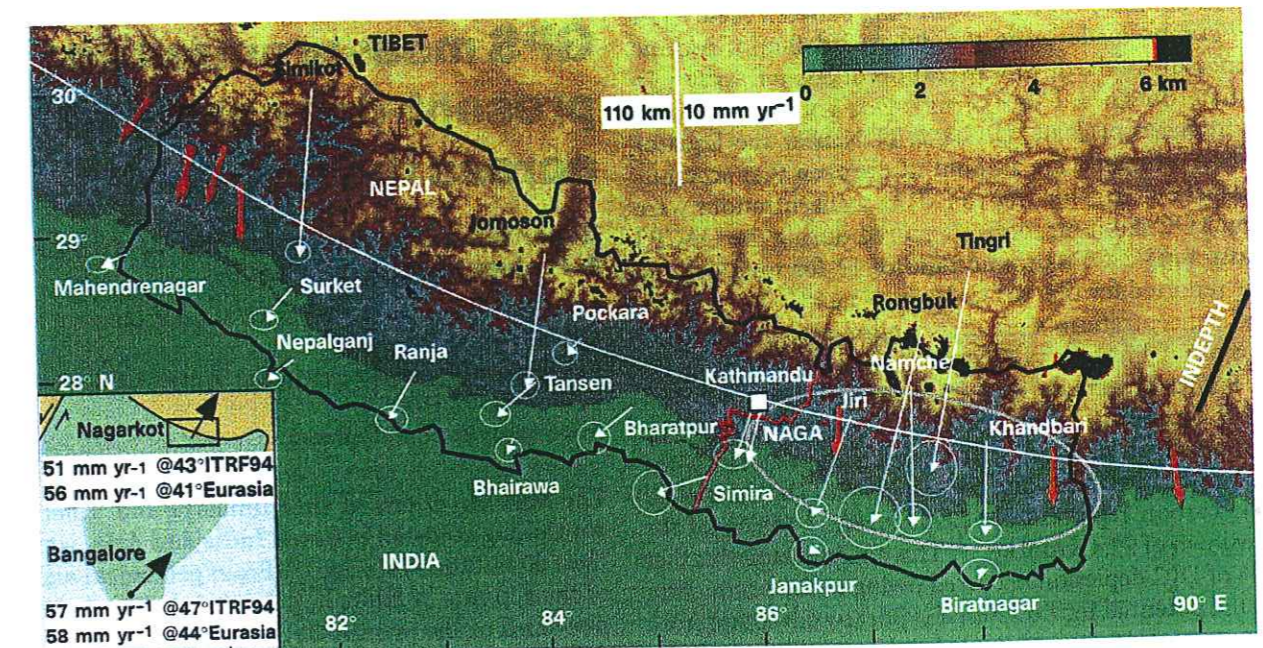 TIBET
Simikot
30°
110 km
10 mm yr-1
0
2
4
6 km
NEPAL
Jomoson
29°
Tingri
Mahendrenagar
Surket
Rongbuk
Pockara
INDEPTH
Nepalganj
Ranja
Namche
28° N
Tansen
Kathmandu
Jiri
Nagarkot
Bharatpur
NAGA
Khandbari
51 mm yr-1 @43°ITRF94
56 mm yr-1 @41°Eurasia
Bhairawa
Simira
Bangalore
INDIA
Janakpur
Biratnagar
57 mm yr-1 @47°ITRF94
58 mm yr-1 @44°Eurasia
82°
84°
86°
90° E